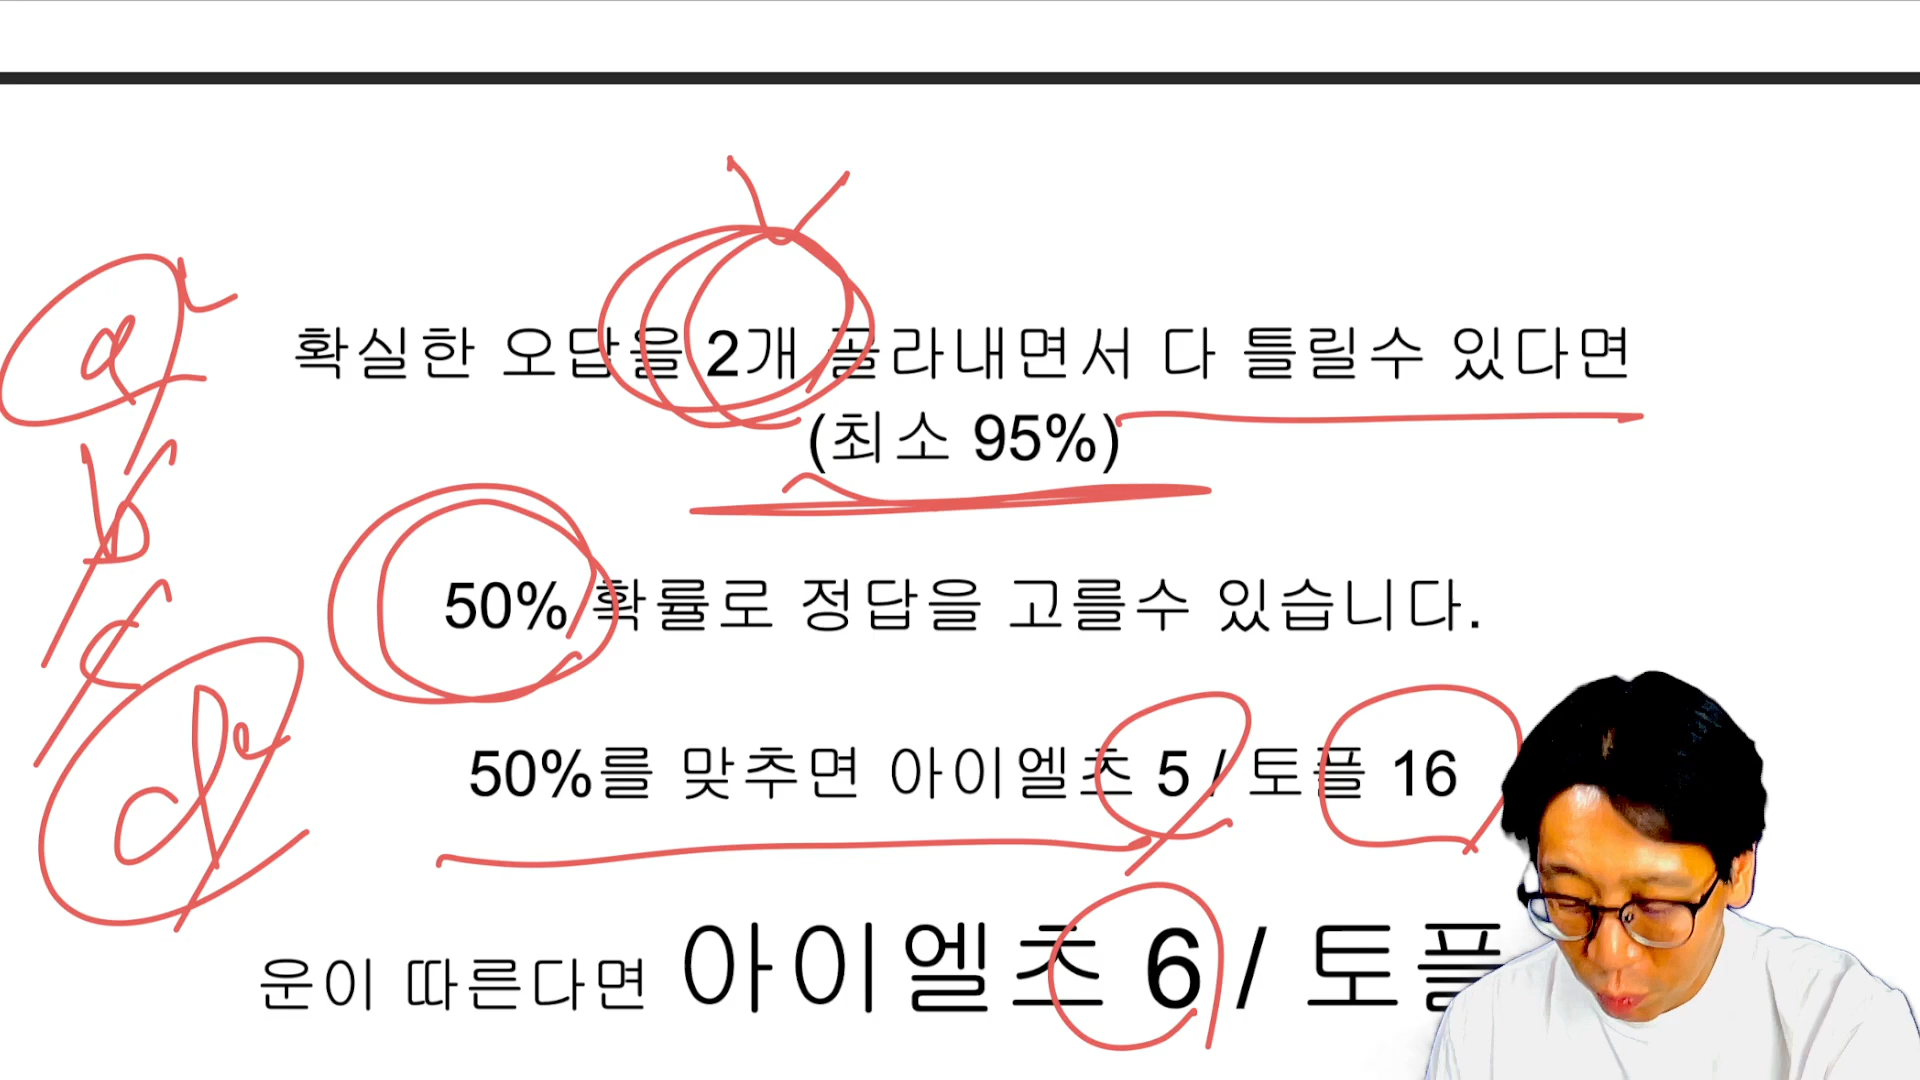 확실한 오답을 2개 골라내면서 다 틀릴수 있다면
(최소 95%)
50% 확률로 정답을 고를수 있습니다.
50%를 맞추면 아이엘츠 5 / 토플 16
운이 따른다면 아이엘츠 6 / 토플
a
b
c
d